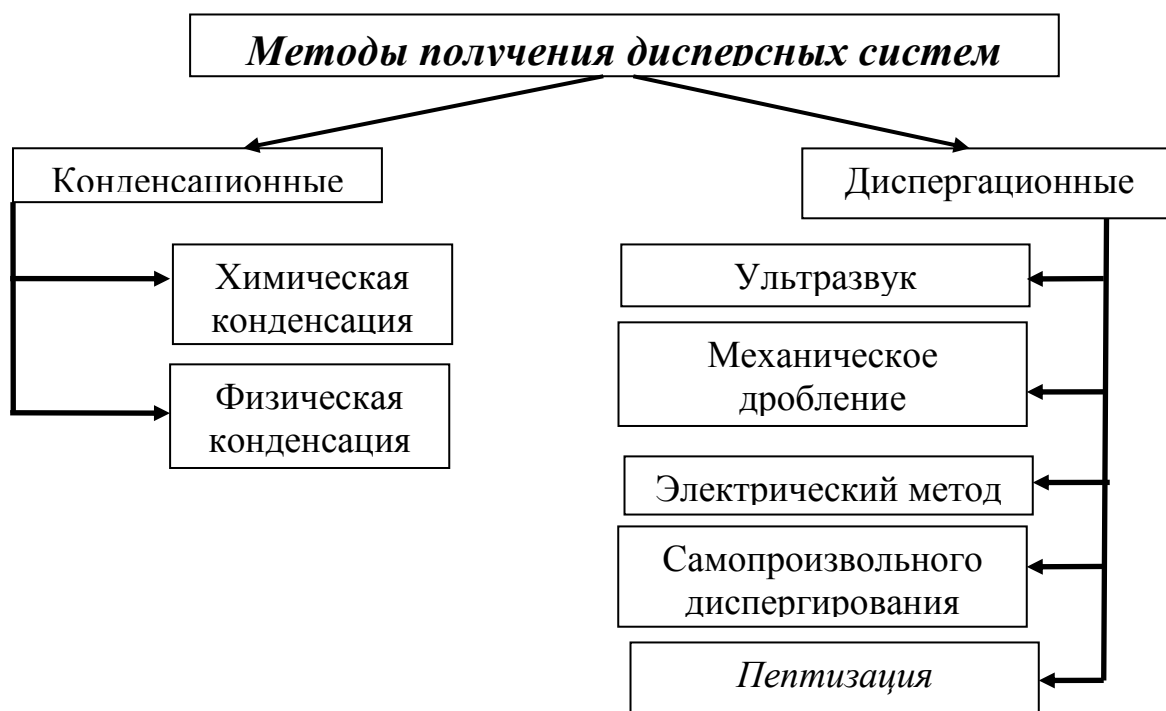 Методы получения дисперсных систем
Конденсационные
Диспергационные
Химическая
конденсация
Физическая
конденсация
Ультразвук
Механическое
дробление
Электрический метод
Самопроизвольного
диспергирования
Пептизация